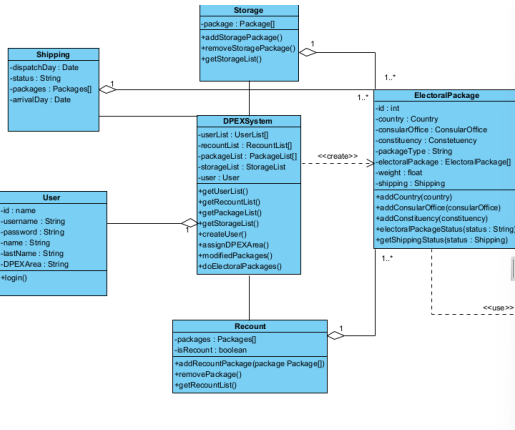 Storage
-package : Package[]
+addStoragePackage()
+removeStoragePackage()
+getStorageList()
1
1..*
Shipping
-dispatchDay : Date
-status : String
-packages : Packages[]
-arrivalDay : Date
1
1..*
ElectoralPackage
-id : int
-country : Country
-consularOffice : ConsularOffice
-constituency : Constetuency
-packageType : String
-electoralPackage : ElectoralPackage[]
-weight : float
-shipping : Shipping
+addCountry(country)
+addConsularOffice(consularOffice)
+addConstituency(constituency)
+electoralPackageStatus(status : String)
+getShippingStatus(status : Shipping)
1..*
DPEXSystem
-userList : UserList[]
-recountList : RecountList[]
-packageList : PackageList[]
-storageList : StorageList
-user : User
+getUserList()
+getRecountList()
+getPackageList()
+getStorageList()
+createUser()
+assignDPEXArea()
+modifiedPackages()
+doElectoralPackages()
<<create>>
1
User
-id : name
-username : String
-password : String
-name : String
-lastName : String
-DPEXArea : String
+login()
<<use>>
Recount
-packages : Packages[]
-isRecount : boolean
+addRecountPackage(package Package[])
+removePackage()
+getRecountList()
1